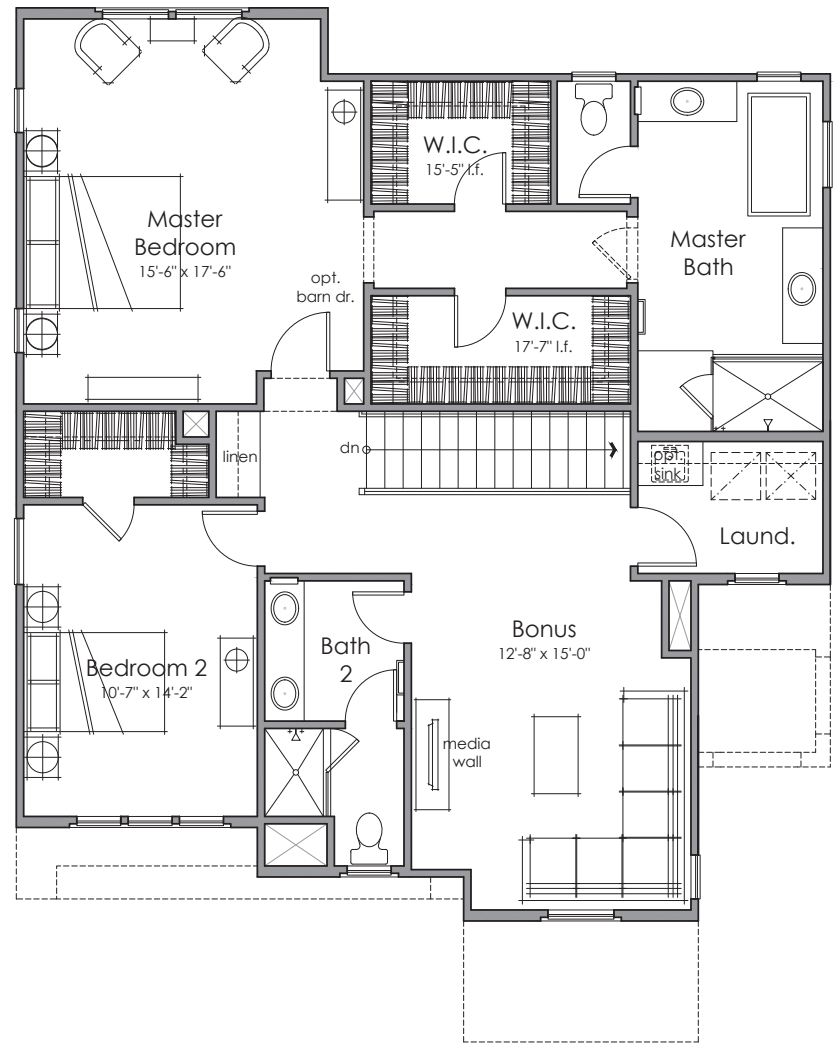 W.I.C.
15'-5" l.f.
Master
Bedroom
15'-6" x 17'-6"
Master
Bath
opt.
barn dr.
W.I.C.
17'-7" l.f.
linen
dn
opt.
sink
Laund.
Bedroom 2
10'-7" x 14'-2"
Bath
2
Bonus
12'-8" x 15'-0"
media
wall